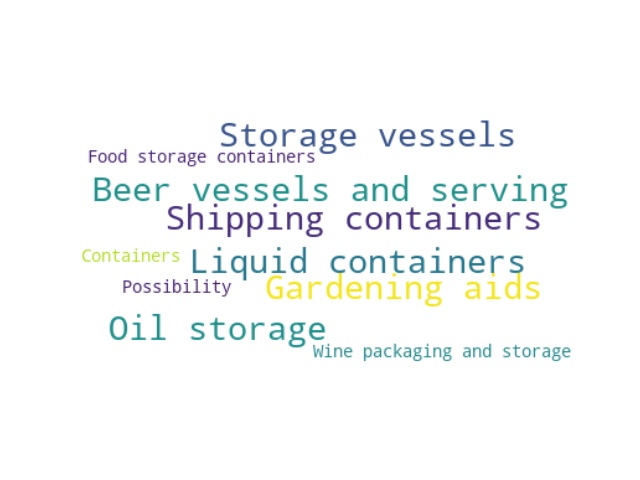 Storage vessels
Food storage containers
Beer vessels and serving
Shipping containers
Containers
Liquid containers
Possibility
Gardening aids
Oil storage
Wine packaging and storage